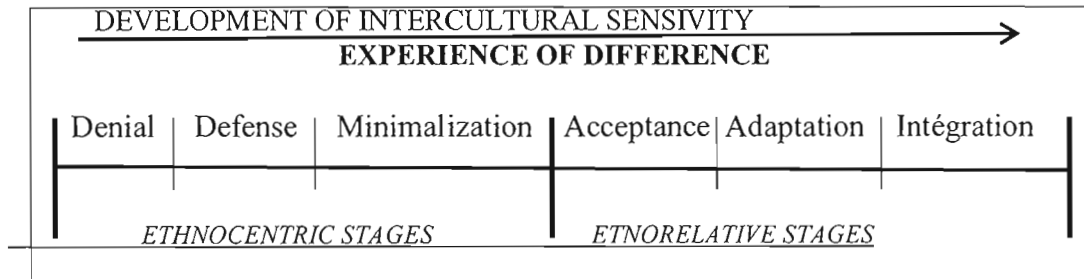 DEVELOPMENT OF INTERCULTURAL SENSIVITY
EXPERIENCE OF DIFFERENCE
Denial Defense Minimalization Acceptance Adaptation Intégration
ETHNOCENTRIC STAGES ETNORELATIVE STAGES